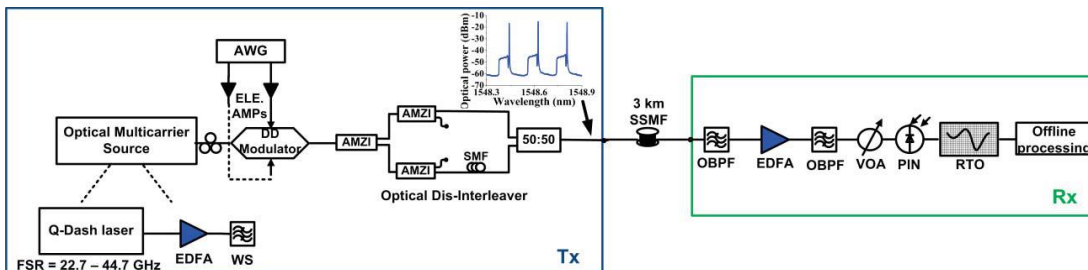 AWG
ELE.
AMPs
Optical Multicarrier
Source
DD
Modulator
AMZI
AMZI
AMZI
SMF
50:50
Optical Dis-Interleaver
Optical power (dBm)
-10
-20
-30
-40
-50
-60
-70
1548.3 1548.6 1548.9
Wavelength (nm)
Q-Dash laser
FSR = 22.7 – 44.7 GHz
EDFA
WS
Tx
3 km
SSMF
OBPF
EDFA
OBPF
VOA
PIN
RTO
Offline
processing
Rx